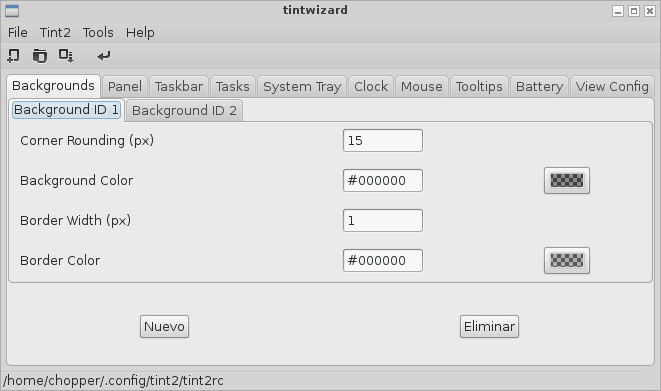 tintwizard
File Tint2 Tools Help
Backgrounds Panel Taskbar Tasks System Tray Clock Mouse Tooltips Battery View Config
Background ID 1 Background ID 2
Corner Rounding (px) 15
Background Color #000000
Border Width (px) 1
Border Color #000000
Nuevo Eliminar
/home/chopper/.config/tint2/tint2rc